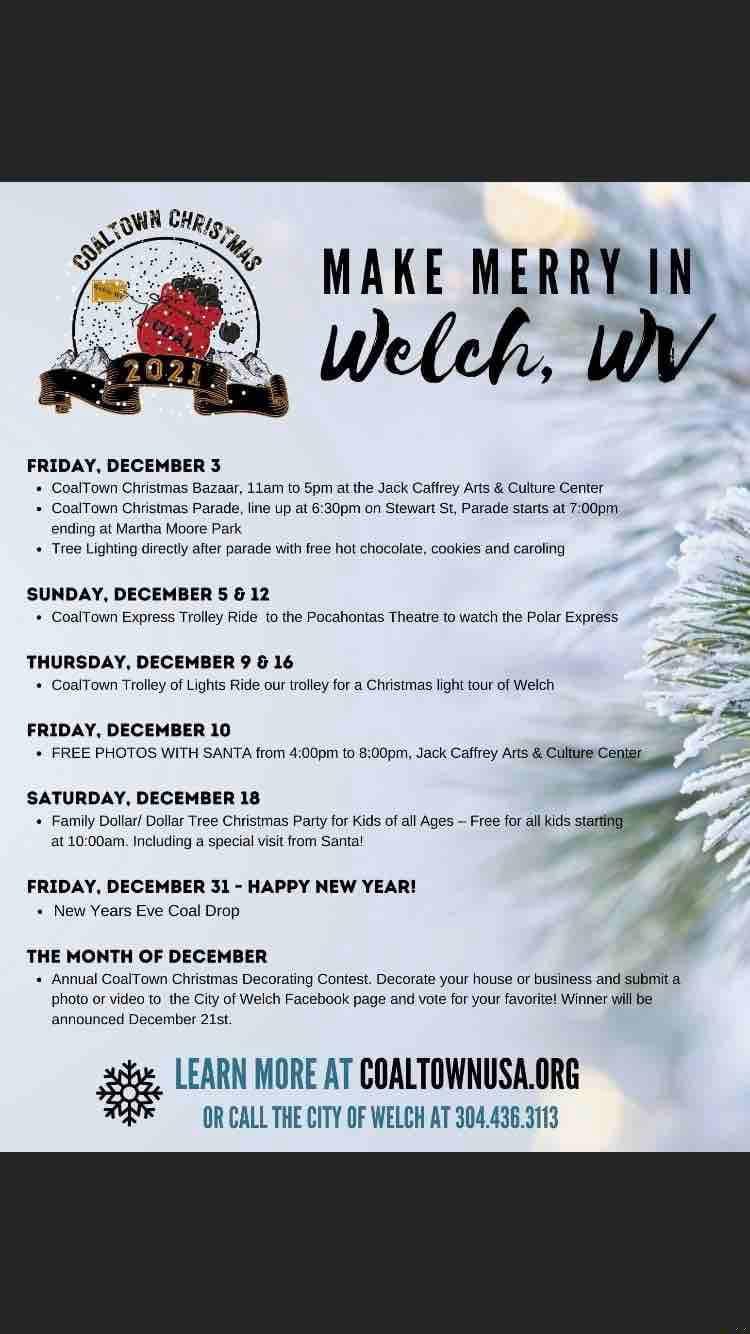 COALTOWN CHRISTMAS
COAL
2021
MAKE MERRY IN
Welch, WV
FRIDAY, DECEMBER 3
• CoalTown Christmas Bazaar, 11am to 5pm at the Jack Caffrey Arts & Culture Center
• CoalTown Christmas Parade, line up at 6:30pm on Stewart St, Parade starts at 7:00pm
ending at Martha Moore Park
• Tree Lighting directly after parade with free hot chocolate, cookies and caroling
SUNDAY, DECEMBER 5 & 12
• CoalTown Express Trolley Ride to the Pocahontas Theatre to watch the Polar Express
THURSDAY, DECEMBER 9 & 16
• CoalTown Trolley of Lights Ride our trolley for a Christmas light tour of Welch
FRIDAY, DECEMBER 10
• FREE PHOTOS WITH SANTA from 4:00pm to 8:00pm, Jack Caffrey Arts & Culture Center
SATURDAY, DECEMBER 18
• Family Dollar/ Dollar Tree Christmas Party for Kids of all Ages – Free for all kids starting
at 10:00am. Including a special visit from Santa!
FRIDAY, DECEMBER 31 - HAPPY NEW YEAR!
• New Years Eve Coal Drop
THE MONTH OF DECEMBER
• Annual CoalTown Christmas Decorating Contest. Decorate your house or business and submit a
photo or video to the City of Welch Facebook page and vote for your favorite! Winner will be
announced December 21st.
LEARN MORE AT COALTOWNUSA.ORG
OR CALL THE CITY OF WELCH AT 304.436.3113